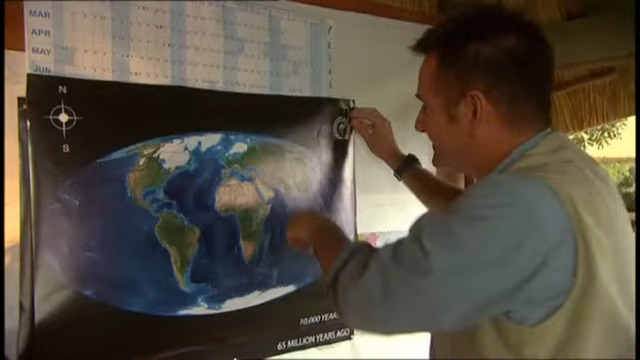 MAR
APR
MAY
JUN
N
S
10,000 YEARS
65 MILLION YEARS AGO